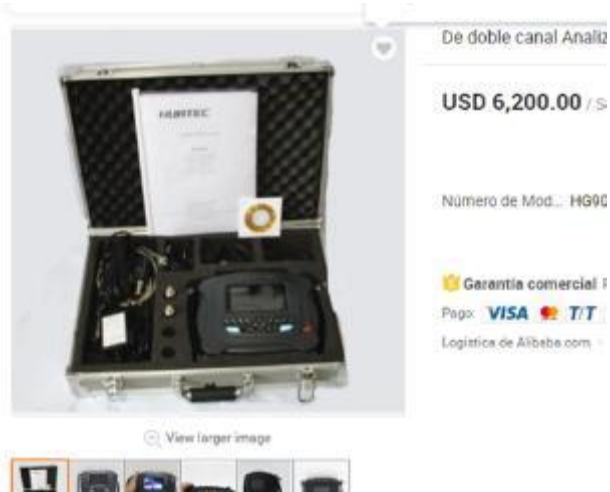 De doble canal Analiz
USD 6,200.00 / S
Número de Mod... HG90
Garantía comercial
Pago: VISA T/T
Logística de Alibaba.com
View larger image